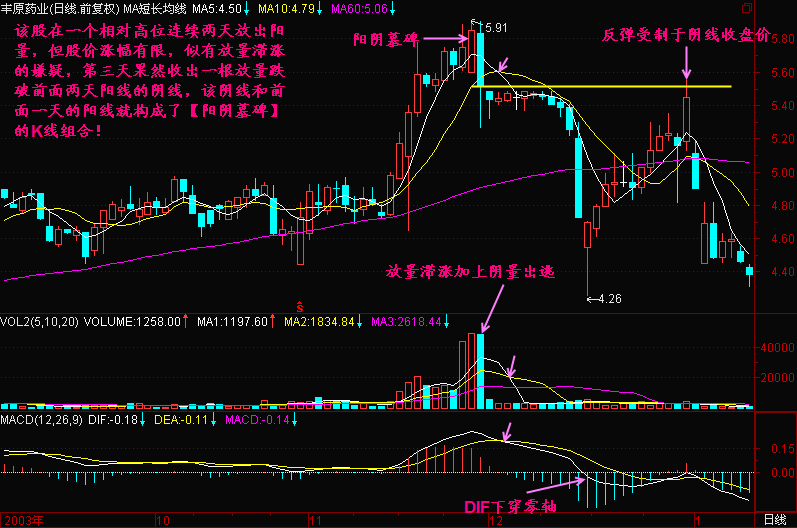 丰原药业(日线.前复权) MA短长均线 MA5:4.50↓ MA10:4.79↑ MA60:5.06↓
该股在一个相对高位连续两天放出阳
量，但股价涨幅有限，似有放量滞涨
的嫌疑，第三天果然收出一根放量跌
破前面两天阳线的阴线，该阴线和前
面一天的阳线就构成了【阳阴墓碑】
的K线组合！
阳阴墓碑
5.91
反弹受制于阴线收盘价
5.80
5.60
5.40
5.20
5.00
4.80
4.60
4.40
放量滞涨加上阴量出逃
4.26
S
VOL2(5,10,20) VOLUME:1258.00↑ MA1:1197.60↑ MA2:1834.84↓ MA3:2618.44↓
40000
20000
MACD(12,26,9) DIF:-0.18↓ DEA:-0.11↓ MACD:-0.14↓
0.15
0.00
DIF下穿零轴
2003年 10 11 12 1 日线